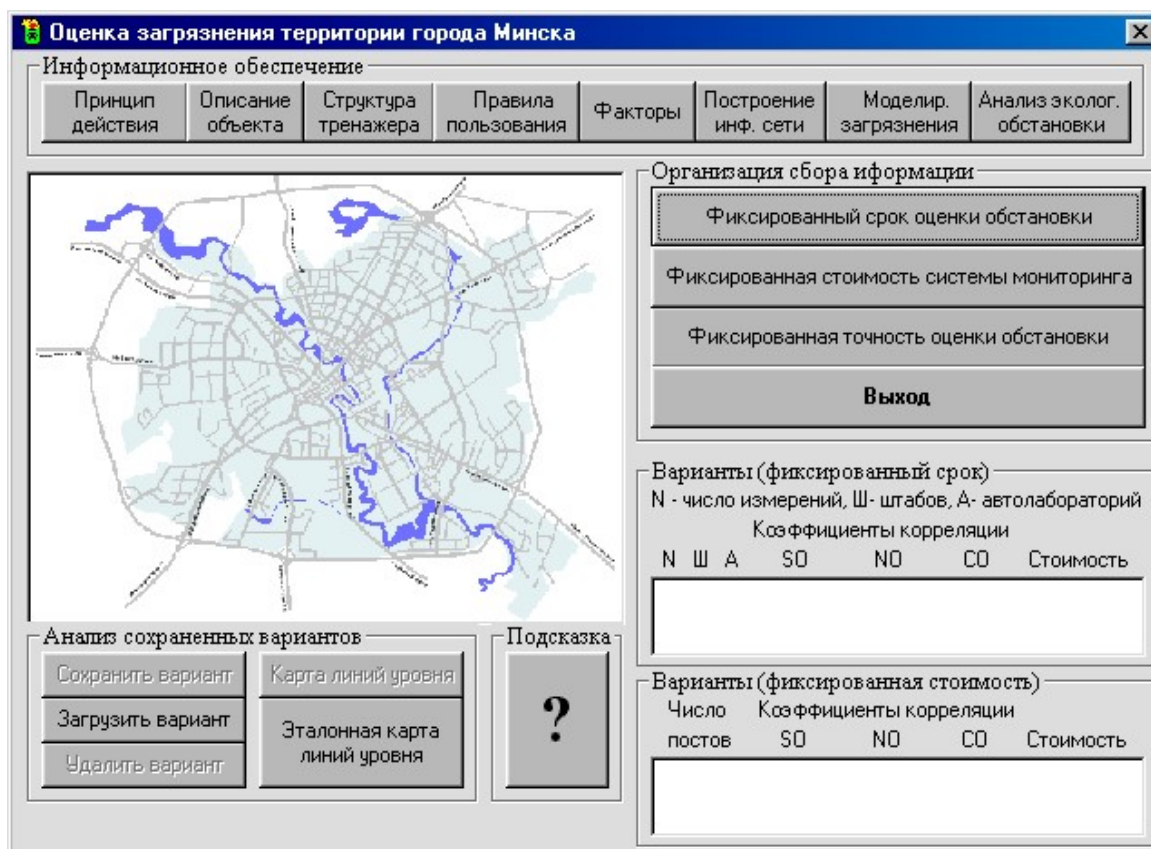 Оценка загрязнения территории города Минска
Информационное обеспечение
Принцип
действия
Описание
объекта
Структура
тренажера
Правила
пользования
Факторы
Построение
инф. сети
Моделир.
загрязнения
Анализ эколог.
обстановки
Организация сбора иформации
Фиксированный срок оценки обстановки
Фиксированная стоимость системы мониторинга
Фиксированная точность оценки обстановки
Выход
Варианты (фиксированный срок)
N - число измерений, Ш- штабов, А- автолабораторий
Коэффициенты корреляции
N Ш А SO NO CO Стоимость
Анализ сохраненных вариантов
Сохранить вариант
Загрузить вариант
Удалить вариант
Карта линий уровня
Эталонная карта
линий уровня
Подсказка
?
Варианты (фиксированная стоимость)
Число Коэффициенты корреляции
постов SO NO CO Стоимость